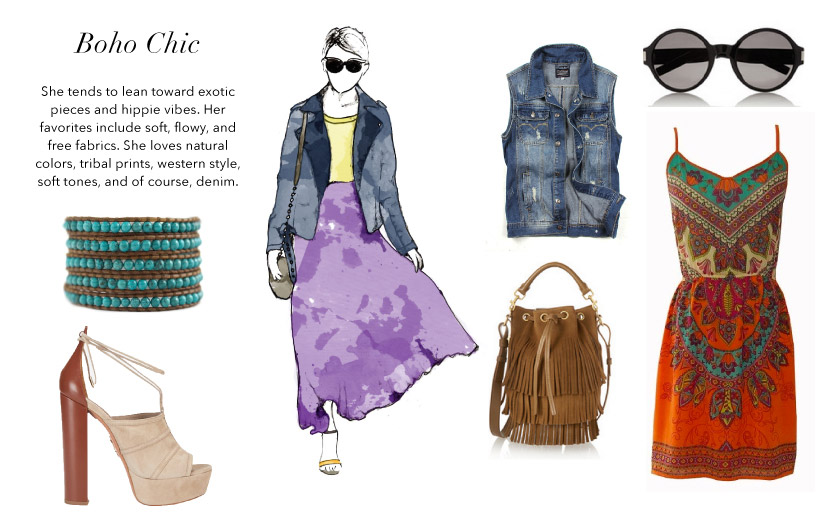 Boho Chic
She tends to lean toward exotic
pieces and hippie vibes. Her
favorites include soft, flowy, and
free fabrics. She loves natural
colors, tribal prints, western style,
soft tones, and of course, denim.